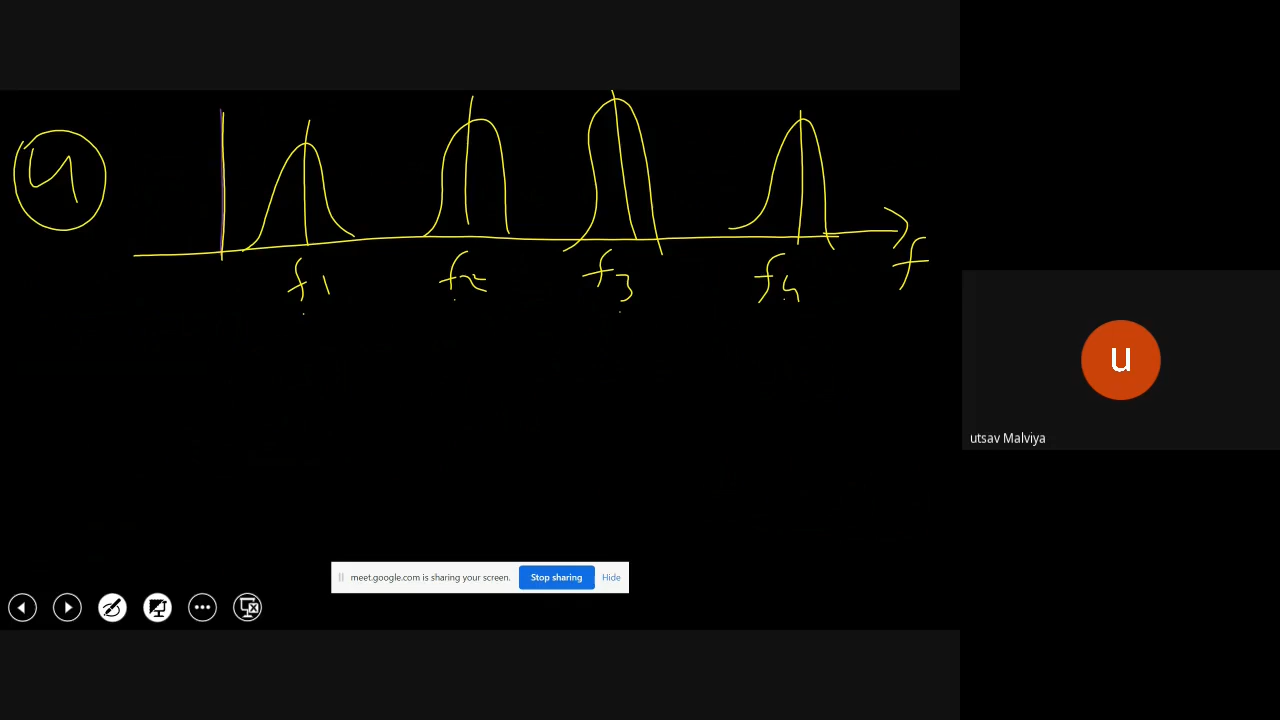 4
f1 f2 f3 f4
f
u
utsav Malviya
meet.google.com is sharing your screen. Stop sharing Hide